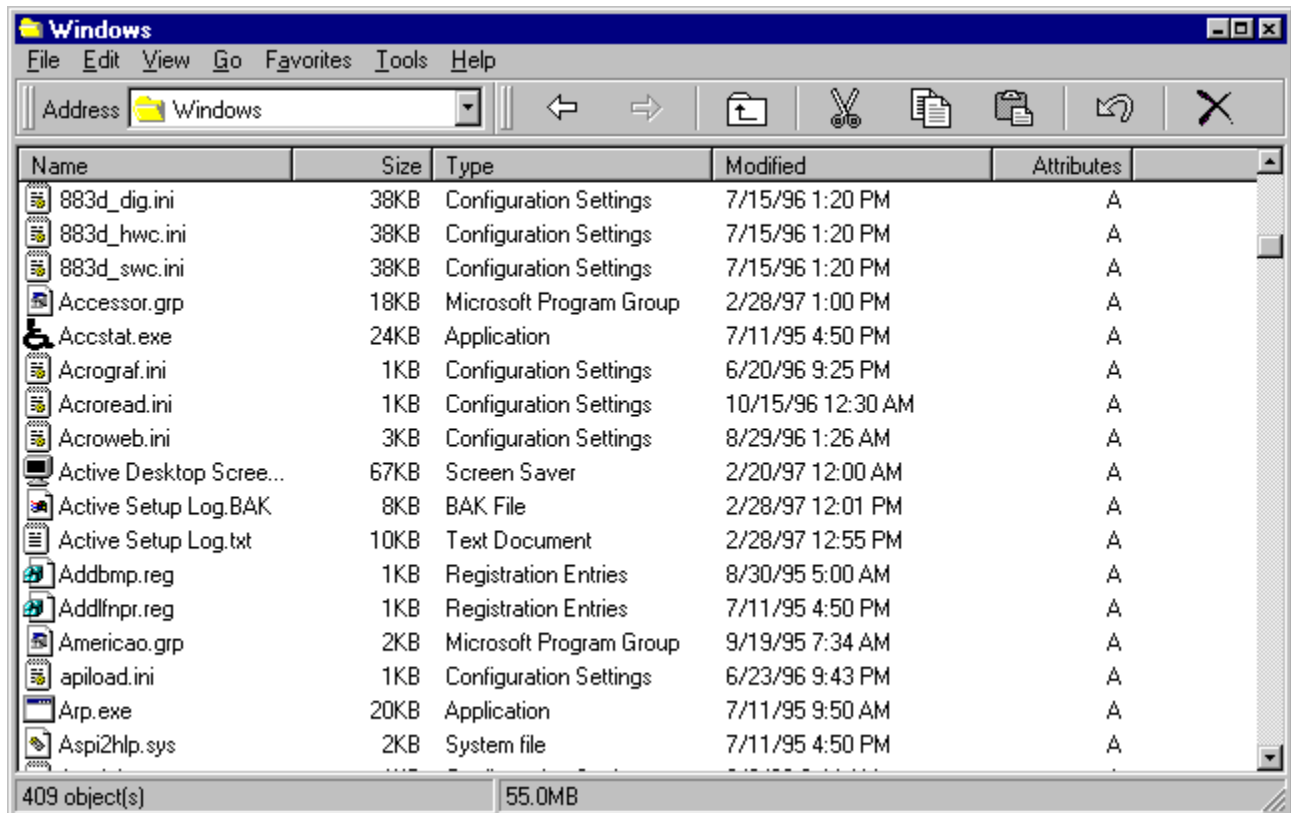 Windows
File Edit View Go Favorites Tools Help
Address Windows
Name Size Type Modified Attributes
883d_dig.ini 38KB Configuration Settings 7/15/96 1:20 PM A
883d_hwc.ini 38KB Configuration Settings 7/15/96 1:20 PM A
883d_swc.ini 38KB Configuration Settings 7/15/96 1:20 PM A
Accessor.grp 18KB Microsoft Program Group 2/28/97 1:00 PM A
Accstat.exe 24KB Application 7/11/95 4:50 PM A
Acrograf.ini 1KB Configuration Settings 6/20/96 9:25 PM A
Acroread.ini 1KB Configuration Settings 10/15/96 12:30 AM A
Acroweb.ini 3KB Configuration Settings 8/29/96 1:26 AM A
Active Desktop Scree... 67KB Screen Saver 2/20/97 12:00 AM A
Active Setup Log.BAK 8KB BAK File 2/28/97 12:01 PM A
Active Setup Log.txt 10KB Text Document 2/28/97 12:55 PM A
Addbmp.reg 1KB Registration Entries 8/30/95 5:00 AM A
Addlfnpr.reg 1KB Registration Entries 7/11/95 4:50 PM A
Americao.grp 2KB Microsoft Program Group 9/19/95 7:34 AM A
apiload.ini 1KB Configuration Settings 6/23/96 9:43 PM A
Arp.exe 20KB Application 7/11/95 9:50 AM A
Aspi2hlp.sys 2KB System file 7/11/95 4:50 PM A
409 object(s) 55.0MB